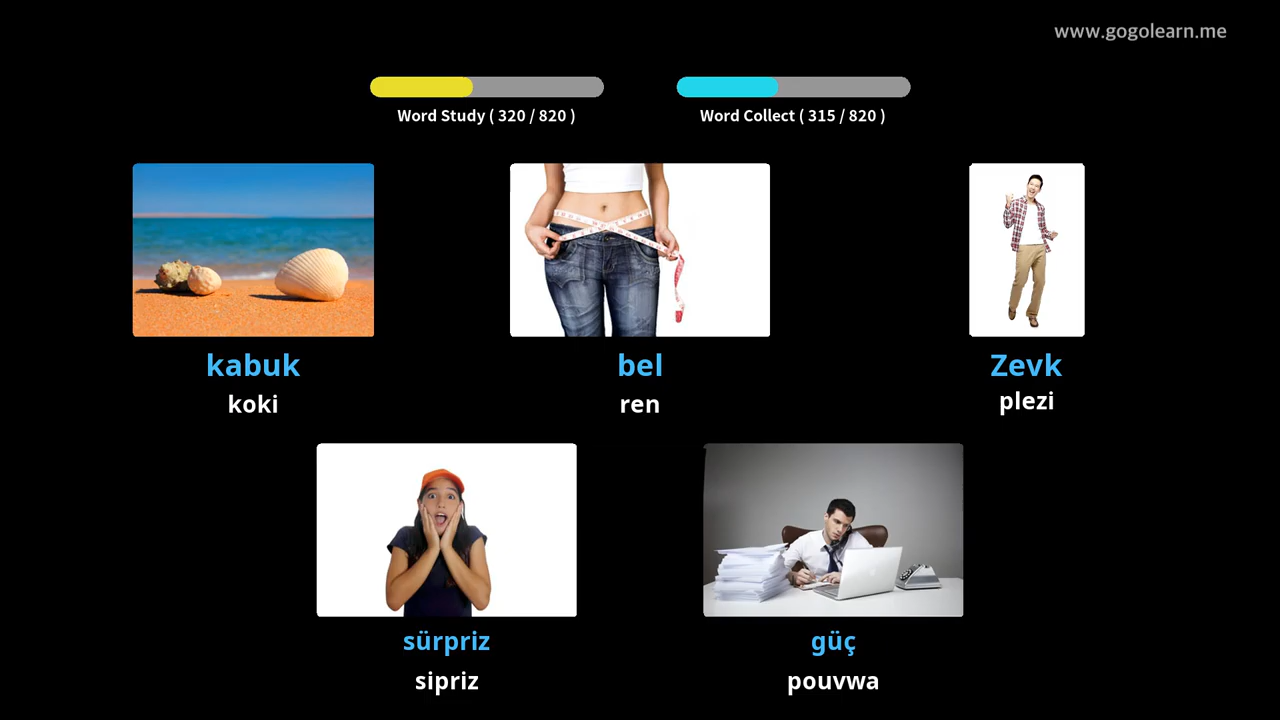 www.gogolearn.me
Word Study ( 320 / 820 )
Word Collect ( 315 / 820 )
kabuk
koki
bel
ren
Zevk
plezi
sürpriz
sipriz
güç
pouvwa